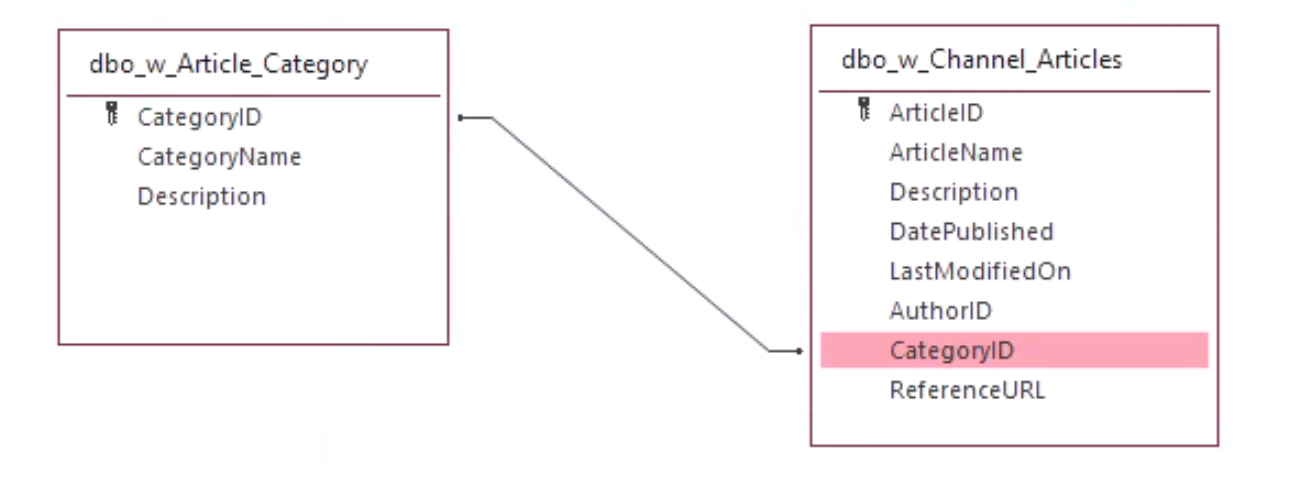 dbo_w_Article_Category
CategoryID
CategoryName
Description
dbo_w_Channel_Articles
ArticleID
ArticleName
Description
DatePublished
LastModifiedOn
AuthorID
CategoryID
ReferenceURL